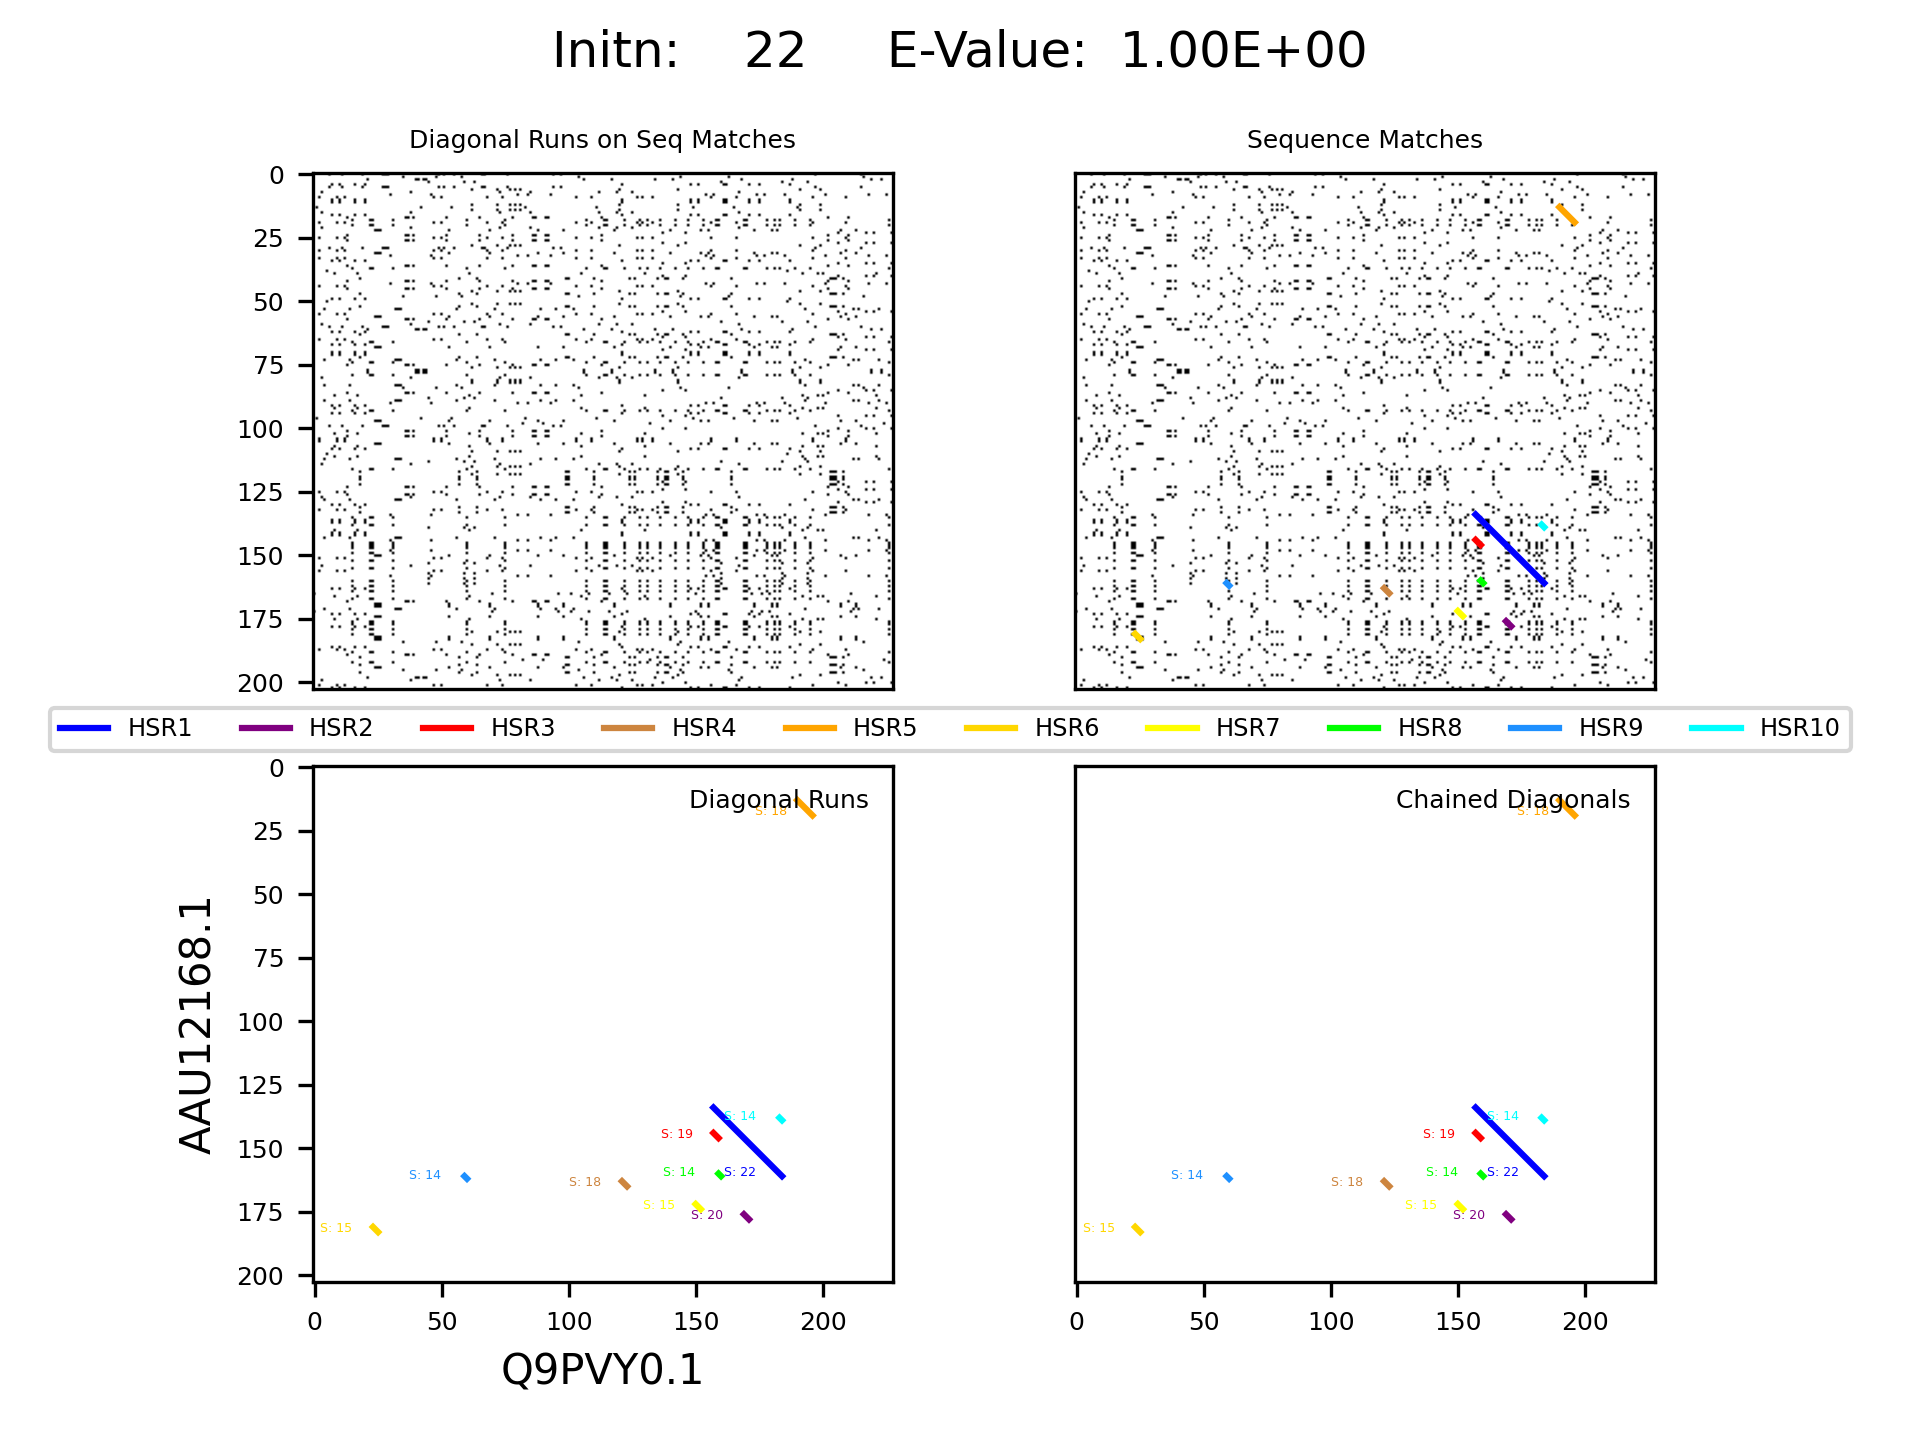 Initn: 22 E-Value: 1.00E+00
Diagonal Runs on Seq Matches
Sequence Matches
0
25
50
75
100
125
150
175
200
HSR1 HSR2 HSR3 HSR4 HSR5 HSR6 HSR7 HSR8 HSR9 HSR10
AAU12168.1
0
25
50
75
100
125
150
175
200
Diagonal Runs
S: 18
S: 14
S: 19
S: 14
S: 22
S: 14
S: 18
S: 15
S: 20
S: 15
0 50 100 150 200
Q9PVY0.1
Chained Diagonals
S: 18
S: 14
S: 19
S: 14
S: 22
S: 14
S: 18
S: 15
S: 20
S: 15
0 50 100 150 200